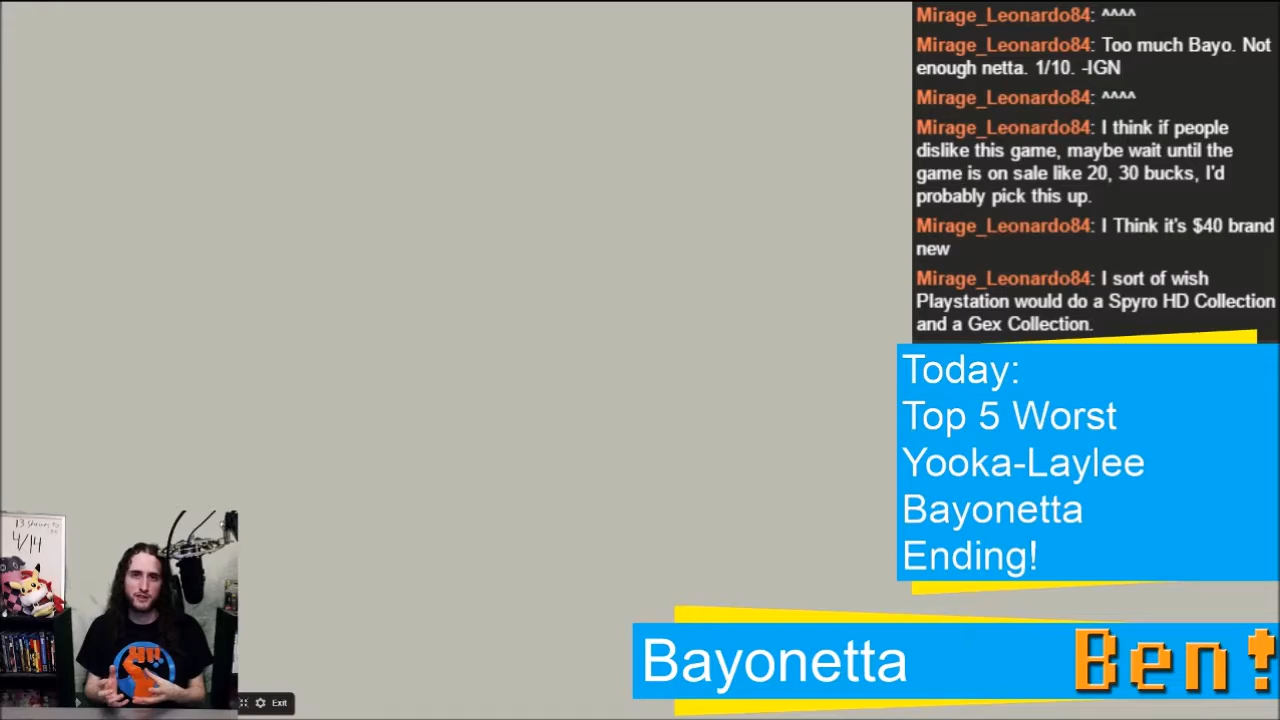 Mirage_Leonardo84: ^^^^
Mirage_Leonardo84: Too much Bayo. Not
enough netta. 1/10. -IGN
Mirage_Leonardo84: ^^^^
Mirage_Leonardo84: I think if people
dislike this game, maybe wait until the
game is on sale like 20, 30 bucks, I'd
probably pick this up.
Mirage_Leonardo84: I Think it's $40 brand
new
Mirage_Leonardo84: I sort of wish
Playstation would do a Spyro HD Collection
and a Gex Collection.
Today:
Top 5 Worst
Yooka-Laylee
Bayonetta
Ending!
4/14
Bayonetta
Ben!
Exit